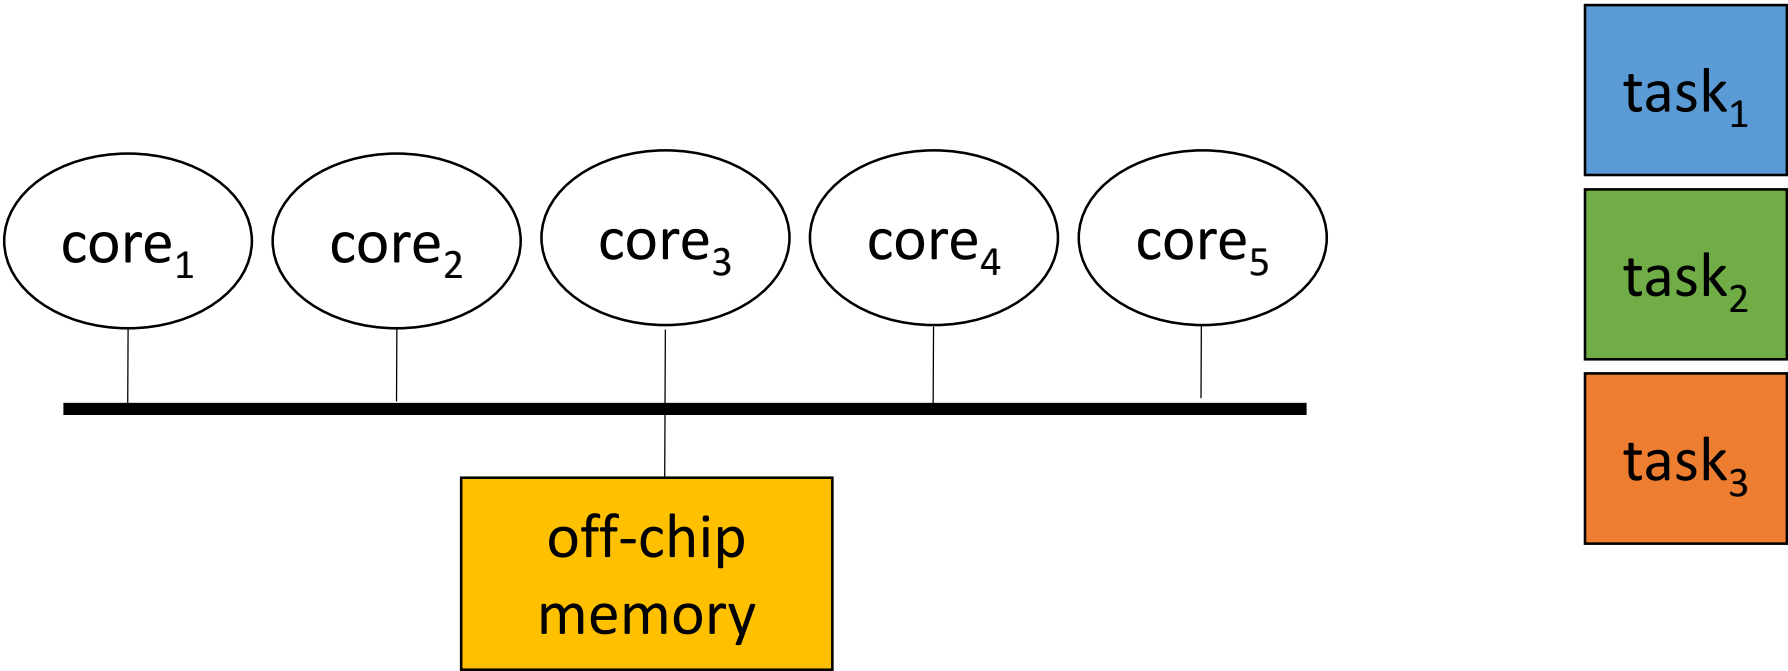 core₁
core₂
core₃
core₄
core₅
off-chip
memory
task₁
task₂
task₃